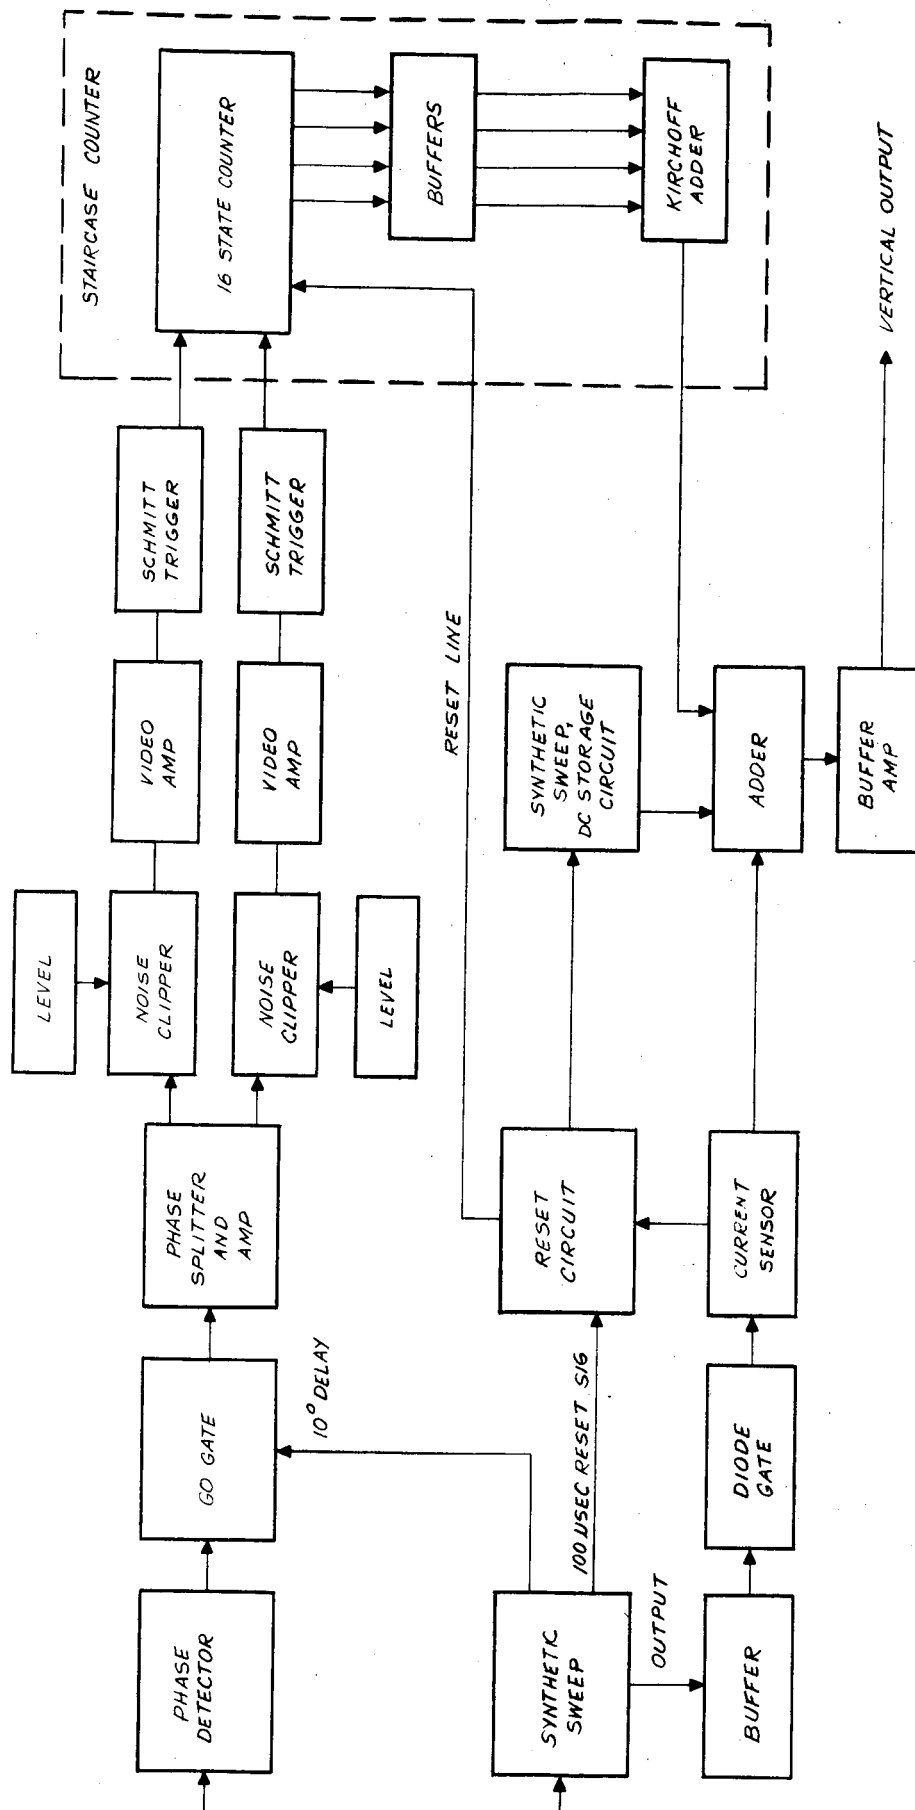 STAIRCASE COUNTER
16 STATE COUNTER
BUFFERS
KIRCHOFF
ADDER
SCHMITT
TRIGGER
SCHMITT
TRIGGER
VIDEO
AMP
VIDEO
AMP
LEVEL
NOISE
CLIPPER
NOISE
CLIPPER
LEVEL
PHASE
SPLITTER
AND
AMP
GO GATE
10° DELAY
PHASE
DETECTOR
RESET LINE
SYNTHETIC
SWEEP,
DC STORAGE
CIRCUIT
ADDER
BUFFER
AMP
VERTICAL OUTPUT
RESET
CIRCUIT
CURRENT
SENSOR
100 USEC RESET SIG
DIODE
GATE
SYNTHETIC
SWEEP
OUTPUT
BUFFER